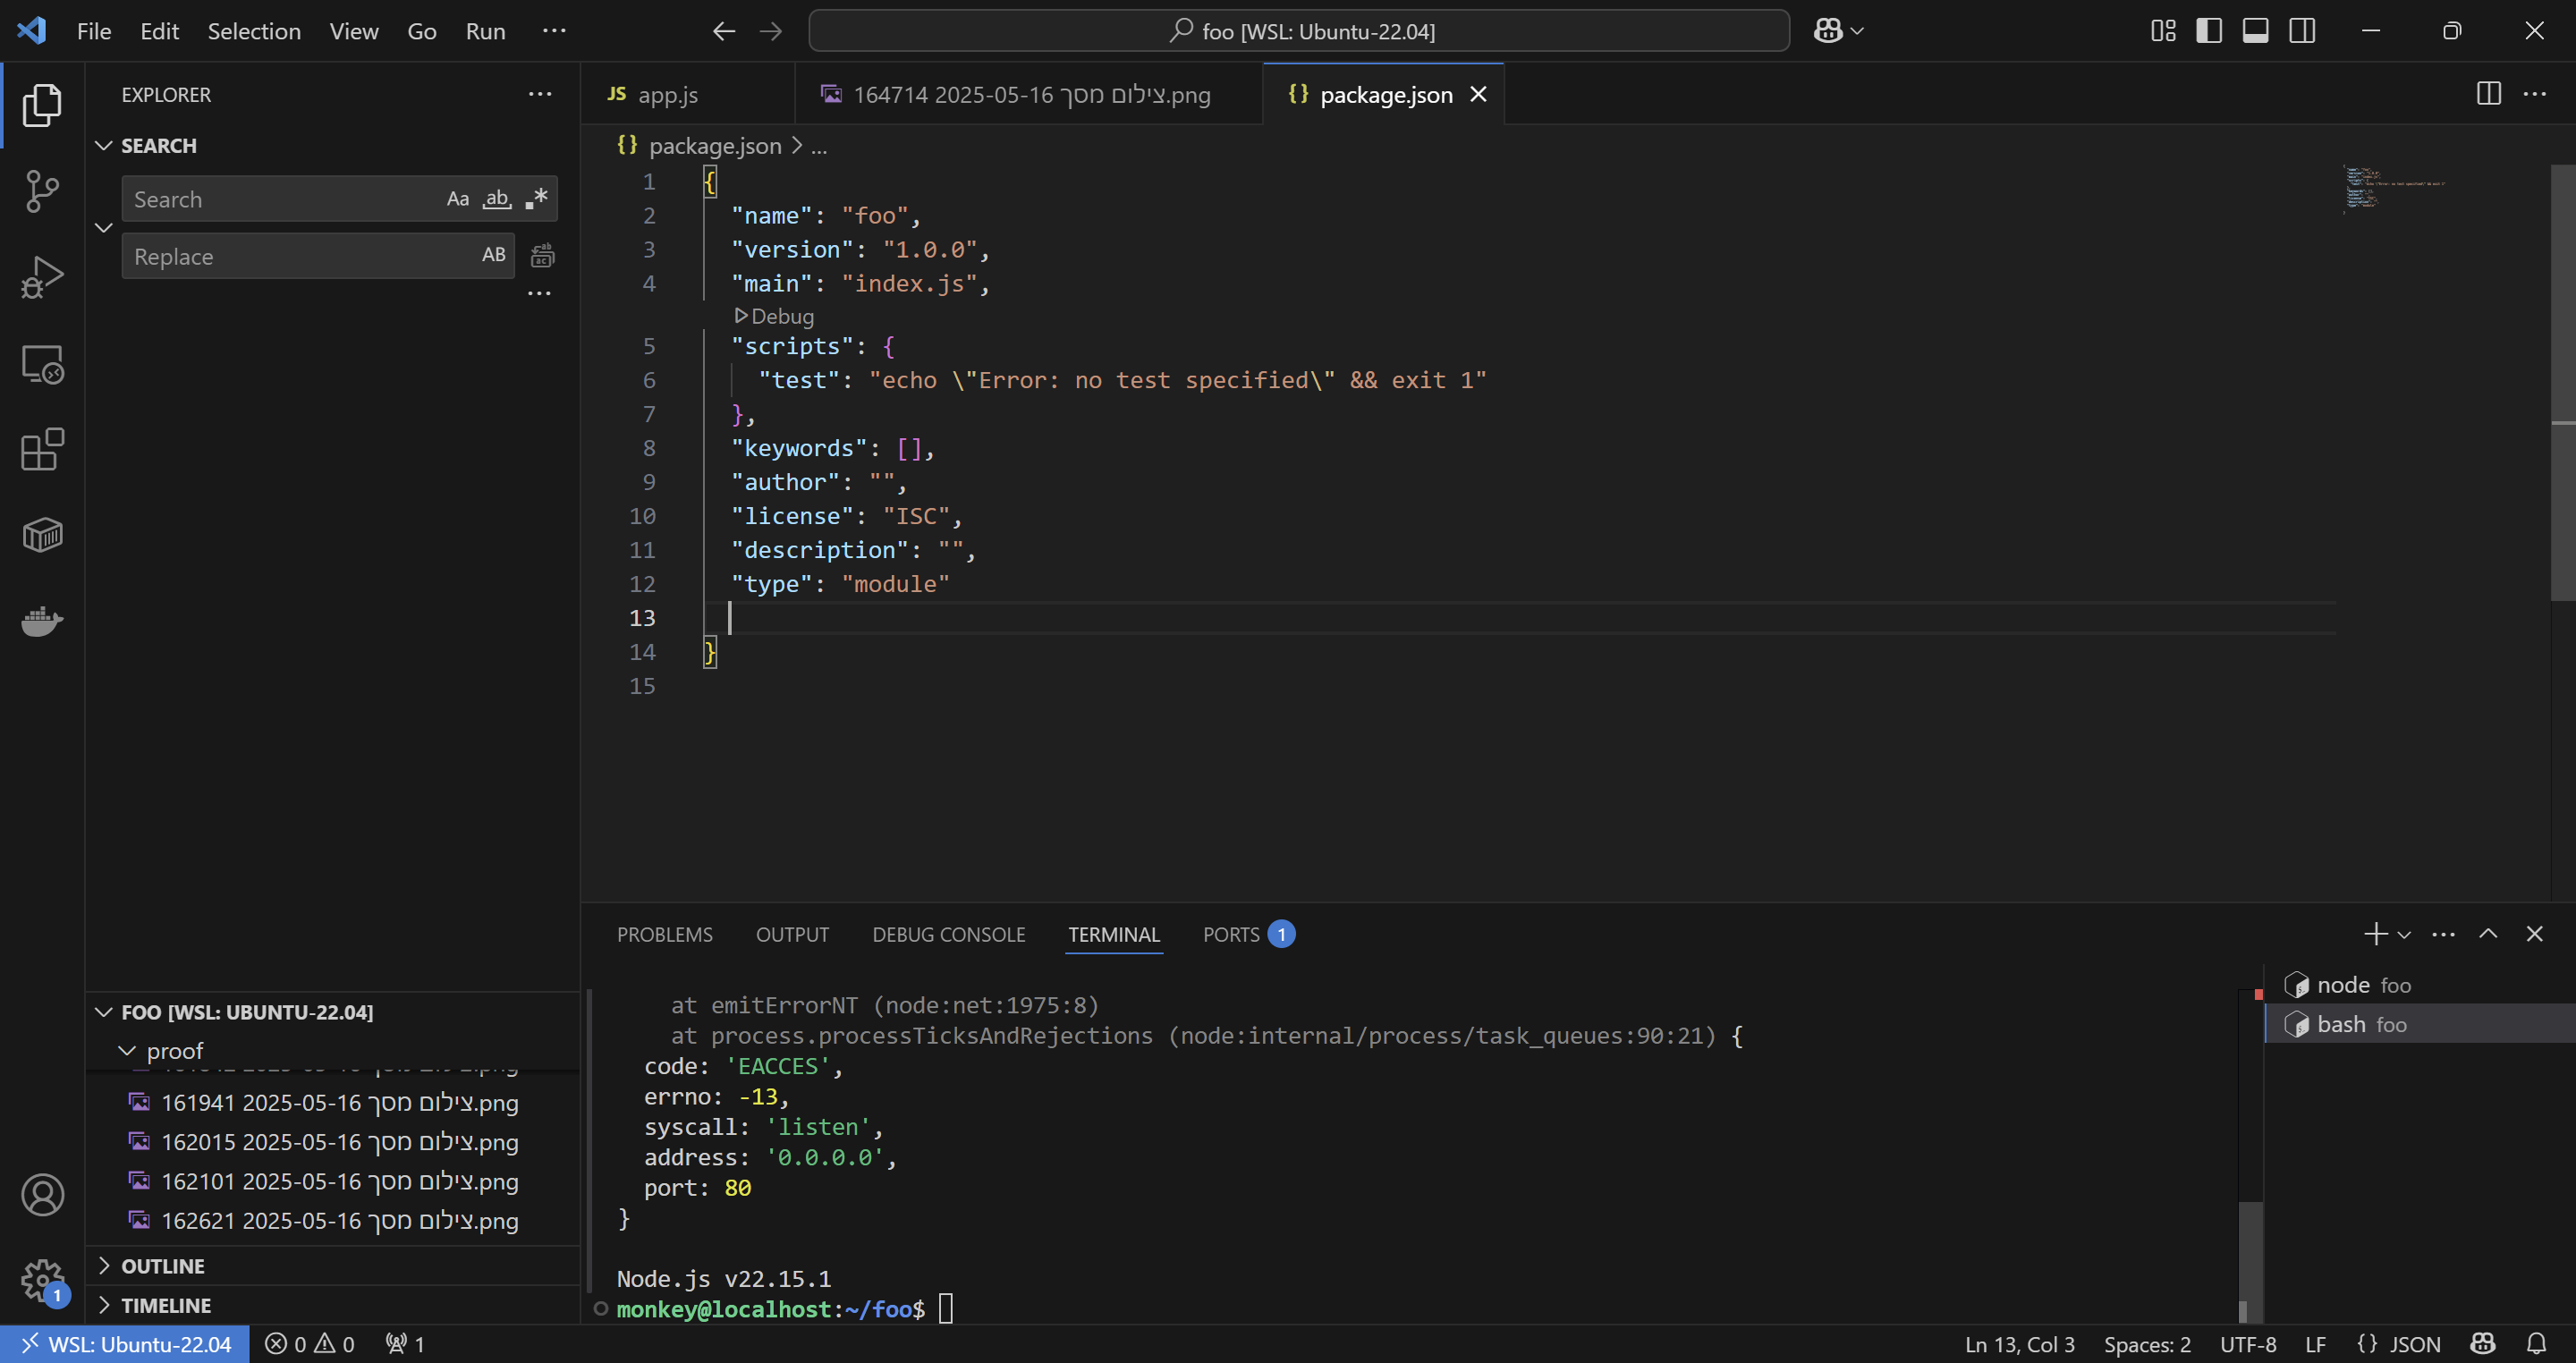 File Edit Selection View Go Run ···
foo [WSL: Ubuntu-22.04]
EXPLORER
SEARCH
Search Aa ab
Replace AB
FOO [WSL: UBUNTU-22.04]
proof
צילום מסך 2025-05-16 161941.png
צילום מסך 2025-05-16 162015.png
צילום מסך 2025-05-16 162101.png
צילום מסך 2025-05-16 162621.png
OUTLINE
TIMELINE
JS app.js
צילום מסך 2025-05-16 164714.png
{} package.json
{} package.json > ...
1 {
2 "name": "foo",
3 "version": "1.0.0",
4 "main": "index.js",
Debug
5 "scripts": {
6 "test": "echo \"Error: no test specified\" && exit 1"
7 },
8 "keywords": [],
9 "author": "",
10 "license": "ISC",
11 "description": "",
12 "type": "module"
13
14 }
15
PROBLEMS OUTPUT DEBUG CONSOLE TERMINAL PORTS 1
at emitErrorNT (node:net:1975:8)
at process.processTicksAndRejections (node:internal/process/task_queues:90:21) {
code: 'EACCES',
errno: -13,
syscall: 'listen',
address: '0.0.0.0',
port: 80
}
Node.js v22.15.1
monkey@localhost:~/foo$
node foo
bash foo
1
WSL: Ubuntu-22.04 0 0 1
Ln 13, Col 3 Spaces: 2 UTF-8 LF {} JSON